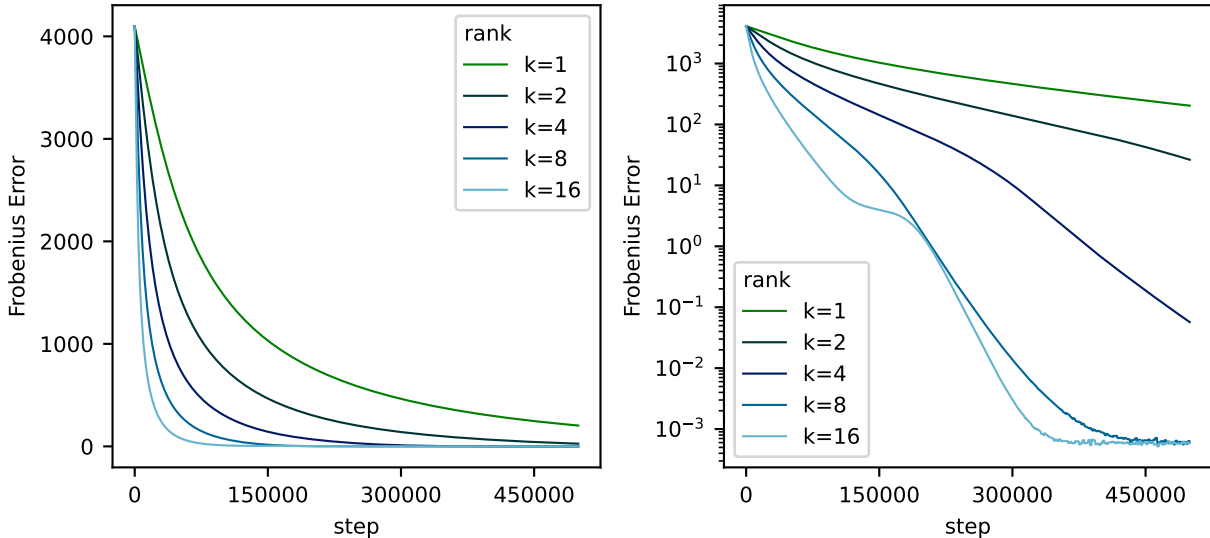 Frobenius Error
4000
3000
2000
1000
0
rank
k=1
k=2
k=4
k=8
k=16
0
150000
300000
450000
step
Frobenius Error
10³
10²
10¹
10⁰
10⁻¹
10⁻²
10⁻³
rank
k=1
k=2
k=4
k=8
k=16
0
150000
300000
450000
step